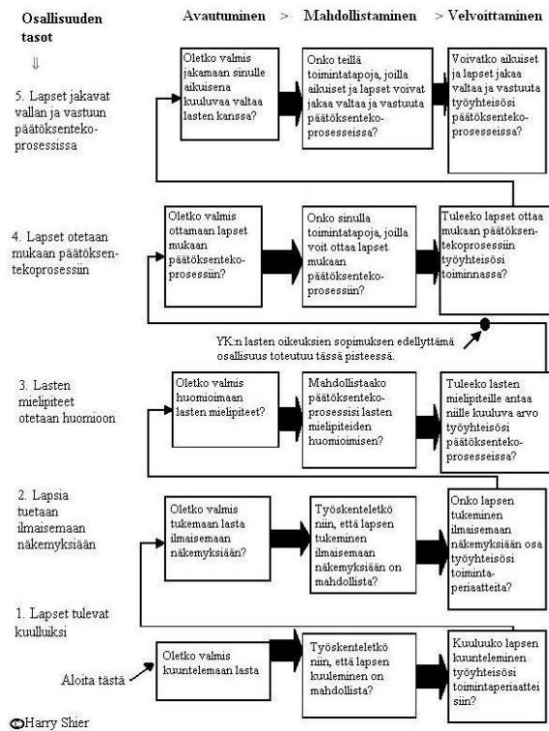 Osallisuuden
tasot
⇓
Avautuminen > Mahdollistaminen > Velvoittaminen
5. Lapset jakavat
vallan ja vastuun
päätöksenteko-
prosessissa
Oletko valmis
jakamaan sinulle
aikuisena
kuuluvaa valtaa
lasten kanssa?
Onko teillä
toimintatapoja, joilla
aikuiset ja lapset voivat
jakaa valtaa ja vastuuta
päätöksenteko-
prosesseissa?
Voivatko aikuiset
ja lapset jakaa
valtaa ja vastuuta
työyhteisösi
päätöksenteko-
prosesseissa?
4. Lapset otetaan
mukaan päätöksen-
tekoprosessiin
Oletko valmis
ottamaan lapset
mukaan
päätöksenteko-
prosessiin?
Onko sinulla
toimintatapoja, joilla
voit ottaa lapset
mukaan
päätöksenteko-
prosessiin?
Tuleeko lapset ottaa
mukaan päätöksen-
tekoprosessiin
työyhteisösi
toiminnassa?
YK:n lasten oikeuksien sopimuksen edellyttämä
osallisuus toteutuu tässä pisteessä.
3. Lasten
mielipiteet
otetaan huomioon
Oletko valmis
huomioimaan
lasten mielipiteet?
Mahdollistaako
päätöksenteko-
prosessisi lasten
mielipiteiden
huomioimisen?
Tuleeko lasten
mielipiteille antaa
niille kuuluva arvo
työyhteisösi
päätöksenteko-
prosesseissa?
2. Lapsia
tuetaan
ilmaisemaan
näkemyksiään
Oletko valmis
tukemaan lasta
ilmaisemaan
näkemyksiään?
Työskenteletkö
niin, että lapsen
tukeminen
ilmaisemaan
näkemyksiään on
mahdollista?
Onko lapsen
tukeminen
ilmaisemaan
näkemyksiään osa
työyhteisösi
toiminta-
periaatteita?
1. Lapset tulevat
kuulluiksi
Aloita tästä
Oletko valmis
kuuntelemaan lasta
Työskenteletkö
niin, että lapsen
kuuleminen on
mahdollista?
Kuuluuko lapsen
kuunteleminen
työyhteisösi
toimintaperiaattei
siin?
©Harry Shier